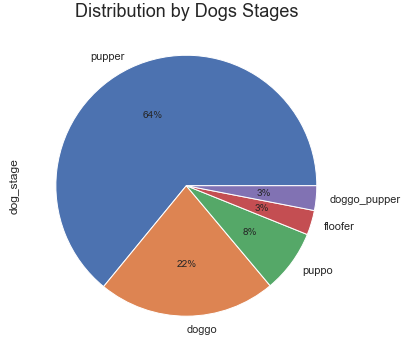 Distribution by Dogs Stages
pupper
64%
dog_stage
3%
doggo_pupper
3%
floofer
8%
puppo
22%
doggo